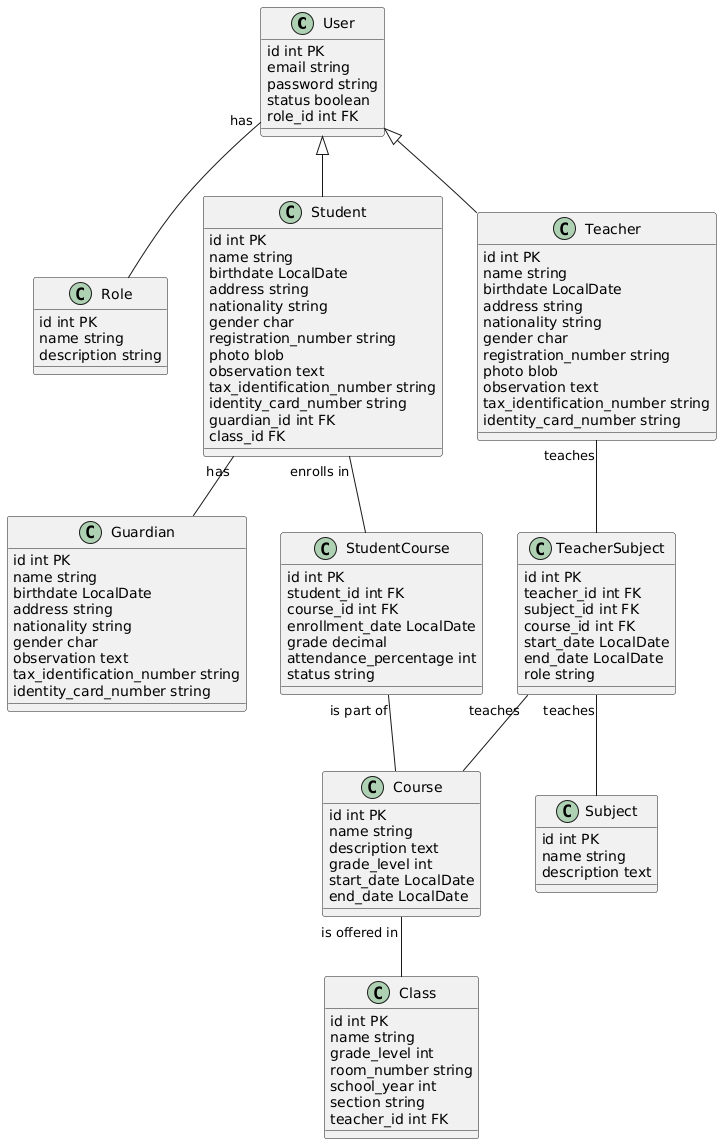 C User
id int PK
email string
password string
status boolean
role_id int FK
has
C Student
id int PK
name string
birthdate LocalDate
address string
nationality string
gender char
registration_number string
photo blob
observation text
tax_identification_number string
identity_card_number string
guardian_id int FK
class_id FK
C Teacher
id int PK
name string
birthdate LocalDate
address string
nationality string
gender char
registration_number string
photo blob
observation text
tax_identification_number string
identity_card_number string
C Role
id int PK
name string
description string
has
enrolls in
teaches
C Guardian
id int PK
name string
birthdate LocalDate
address string
nationality string
gender char
observation text
tax_identification_number string
identity_card_number string
C StudentCourse
id int PK
student_id int FK
course_id int FK
enrollment_date LocalDate
grade decimal
attendance_percentage int
status string
C TeacherSubject
id int PK
teacher_id int FK
subject_id int FK
course_id int FK
start_date LocalDate
end_date LocalDate
role string
is part of
teaches
teaches
C Course
id int PK
name string
description text
grade_level int
start_date LocalDate
end_date LocalDate
C Subject
id int PK
name string
description text
is offered in
C Class
id int PK
name string
grade_level int
room_number string
school_year int
section string
teacher_id int FK